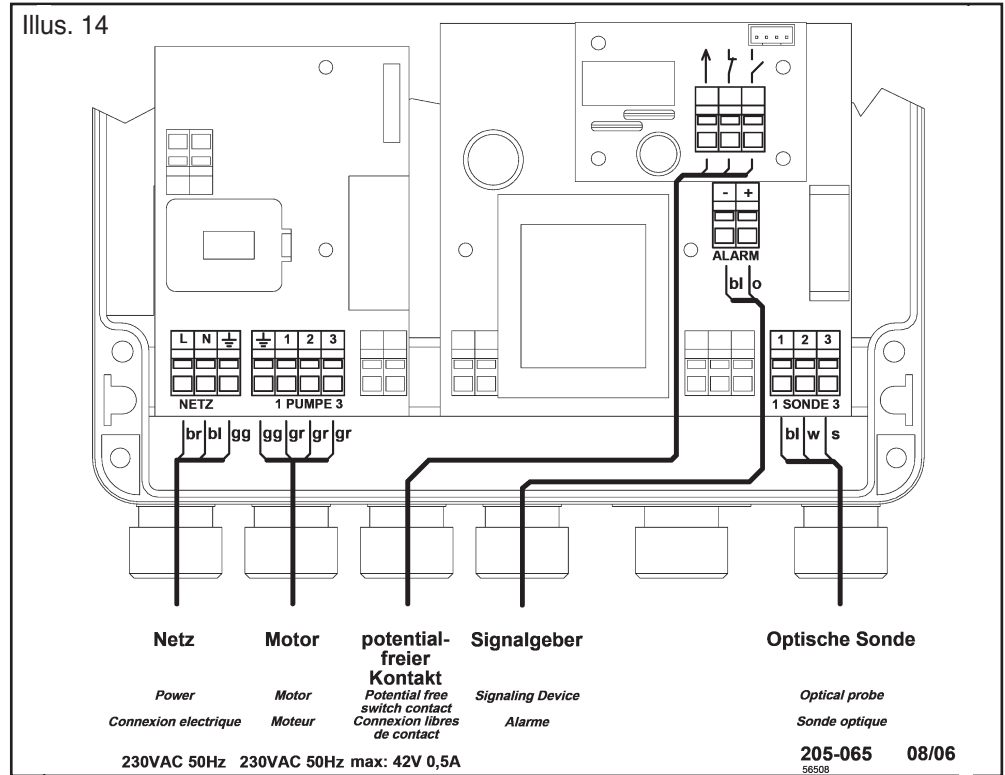 Illus. 14
- +
ALARM
bl o
L N
1 2 3
1 2 3
NETZ
1 PUMPE 3
1 SONDE 3
br bl gg
gg gr gr gr
bl w s
Netz
Motor
potential-
freier
Kontakt
Signalgeber
Optische Sonde
Power
Motor
Potential free
switch contact
Signaling Device
Optical probe
Connexion electrique
Moteur
Connexion libres
de contact
Alarme
Sonde optique
230VAC 50Hz
230VAC 50Hz
max: 42V 0,5A
205-065
08/06
56508